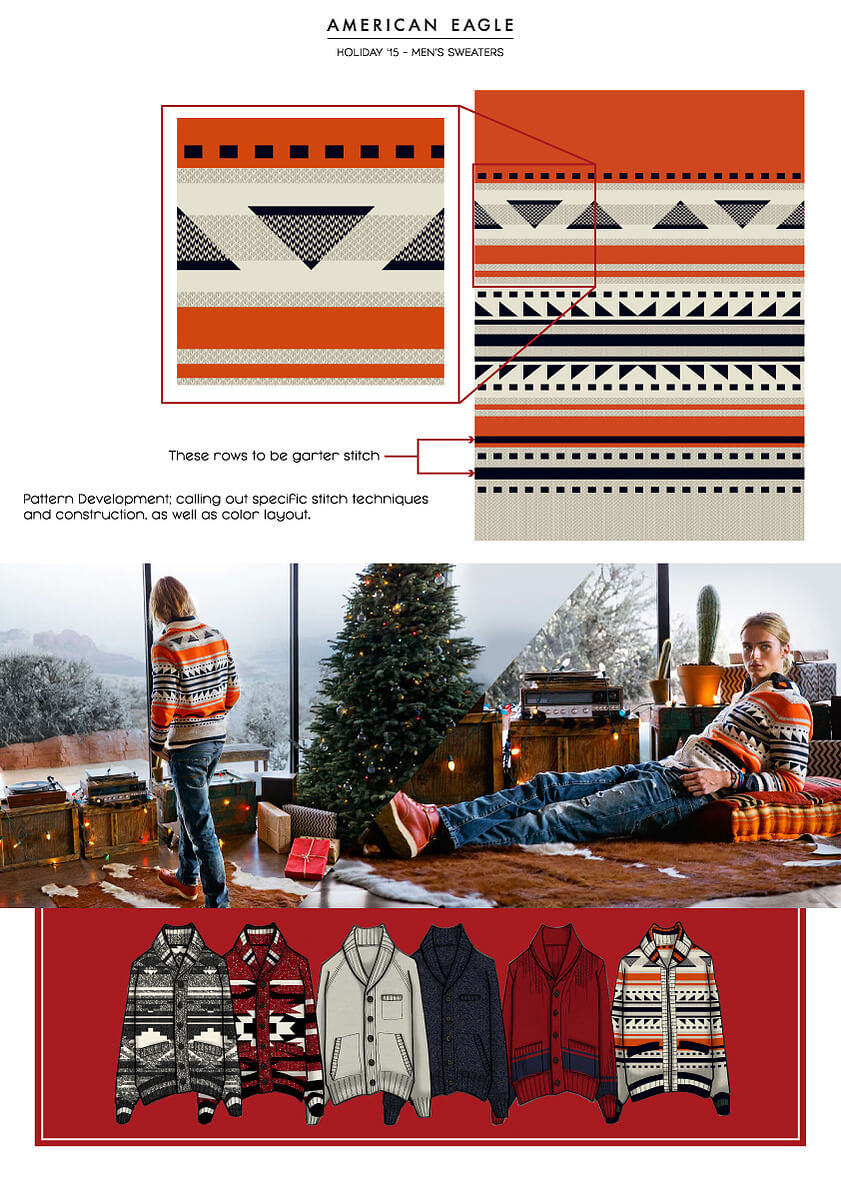 AMERICAN EAGLE
HOLIDAY '15 - MEN'S SWEATERS
These rows to be garter stitch
Pattern Development; calling out specific stitch techniques
and construction, as well as color layout.